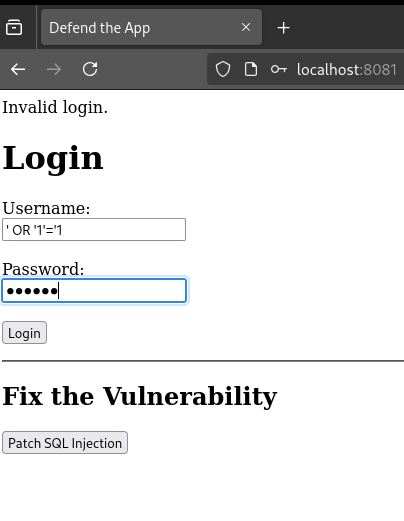 Defend the App
localhost:8081
Invalid login.
Login
Username:
' OR '1'='1
Password:
••••••
Login
Fix the Vulnerability
Patch SQL Injection